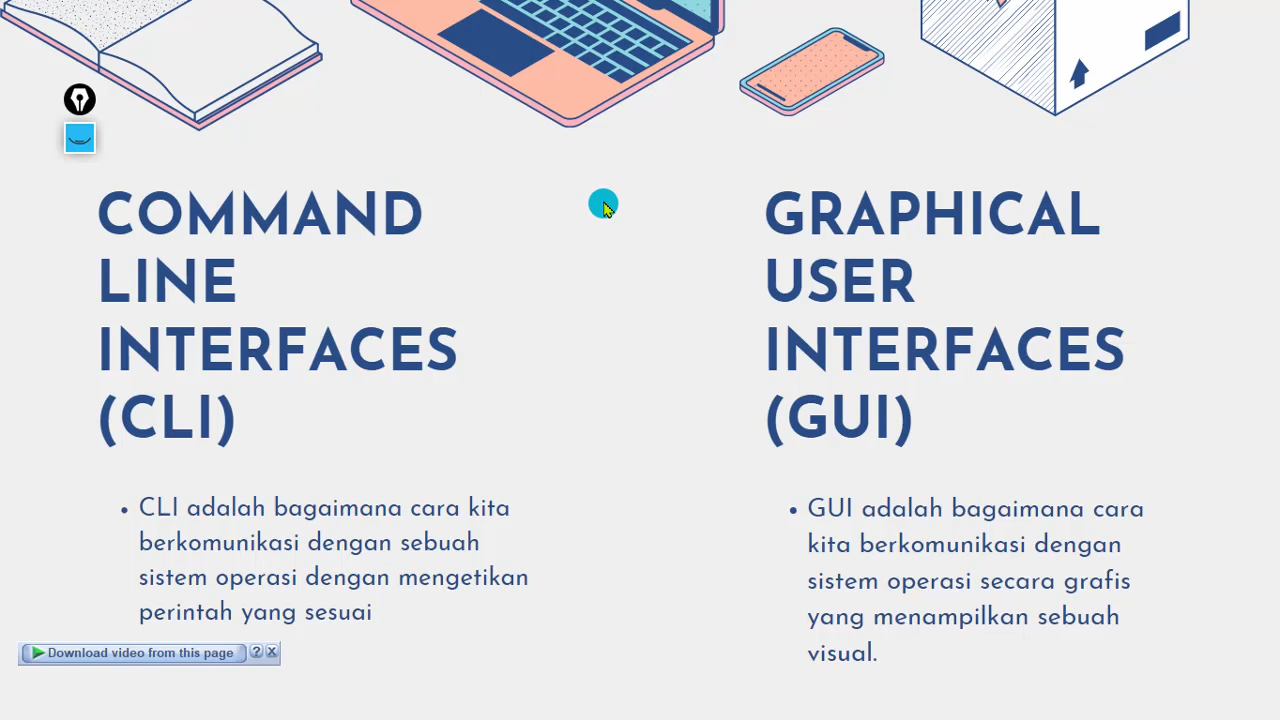 COMMAND
LINE
INTERFACES
(CLI)
CLI adalah bagaimana cara kita
berkomunikasi dengan sebuah
sistem operasi dengan mengetikan
perintah yang sesuai
GRAPHICAL
USER
INTERFACES
(GUI)
GUI adalah bagaimana cara
kita berkomunikasi dengan
sistem operasi secara grafis
yang menampilkan sebuah
visual.
Download video from this page ? X